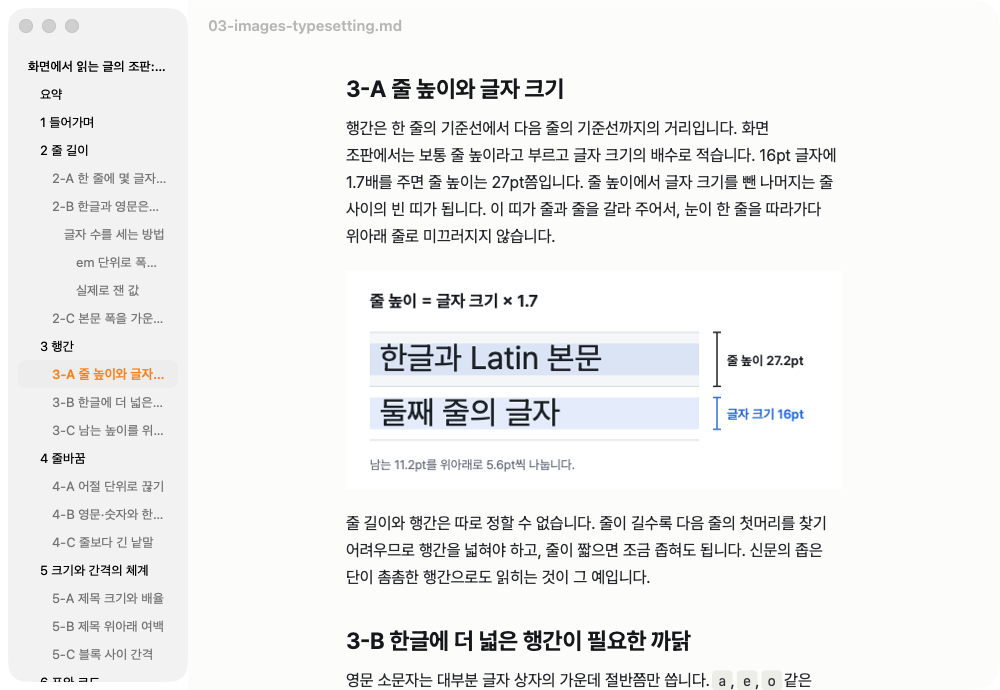 03-images-typesetting.md
화면에서 읽는 글의 조판:...
요약
1 들어가며
2 줄 길이
2-A 한 줄에 몇 글자...
2-B 한글과 영문은...
글자 수를 세는 방법
em 단위로 폭...
실제로 잰 값
2-C 본문 폭을 가운...
3 행간
3-A 줄 높이와 글자...
3-B 한글에 더 넓은...
3-C 남는 높이를 위...
4 줄바꿈
4-A 어절 단위로 끊기
4-B 영문·숫자와 한...
4-C 줄보다 긴 낱말
5 크기와 간격의 체계
5-A 제목 크기와 배율
5-B 제목 위아래 여백
5-C 블록 사이 간격
3-A 줄 높이와 글자 크기
행간은 한 줄의 기준선에서 다음 줄의 기준선까지의 거리입니다. 화면
조판에서는 보통 줄 높이라고 부르고 글자 크기의 배수로 적습니다. 16pt 글자에
1.7배를 주면 줄 높이는 27pt쯤입니다. 줄 높이에서 글자 크기를 뺀 나머지는 줄
사이의 빈 띠가 됩니다. 이 띠가 줄과 줄을 갈라 주어서, 눈이 한 줄을 따라가다
위아래 줄로 미끄러지지 않습니다.
줄 높이 = 글자 크기 × 1.7
한글과 Latin 본문
줄 높이 27.2pt
둘째 줄의 글자
글자 크기 16pt
남는 11.2pt를 위아래로 5.6pt씩 나눕니다.
줄 길이와 행간은 따로 정할 수 없습니다. 줄이 길수록 다음 줄의 첫머리를 찾기
어려우므로 행간을 넓혀야 하고, 줄이 짧으면 조금 좁혀도 됩니다. 신문의 좁은
단이 촘촘한 행간으로도 읽히는 것이 그 예입니다.
3-B 한글에 더 넓은 행간이 필요한 까닭
영문 소문자는 대부분 글자 상자의 가운데 절반쯤만 씁니다. a, e, o 같은